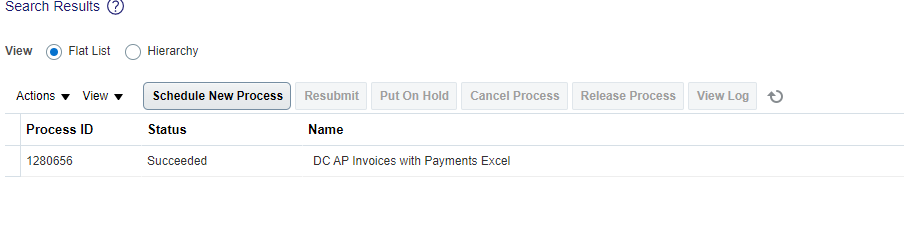 Search Results ?
View Flat List Hierarchy
Actions View Schedule New Process Resubmit Put On Hold Cancel Process Release Process View Log
Process ID Status Name
1280656 Succeeded DC AP Invoices with Payments Excel